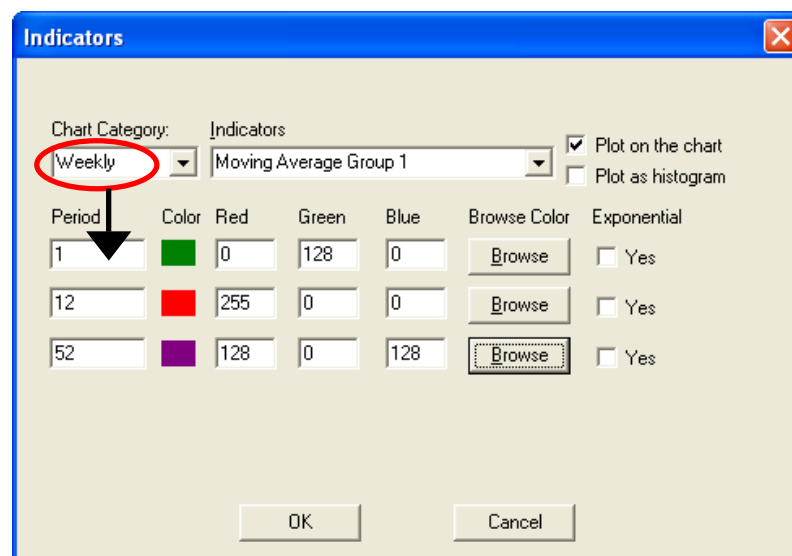 Indicators
Chart Category: Indicators
Weekly Moving Average Group 1
Plot on the chart
Plot as histogram
Period Color Red Green Blue Browse Color Exponential
1 0 128 0 Browse Yes
12 255 0 0 Browse Yes
52 128 0 128 Browse Yes
OK Cancel